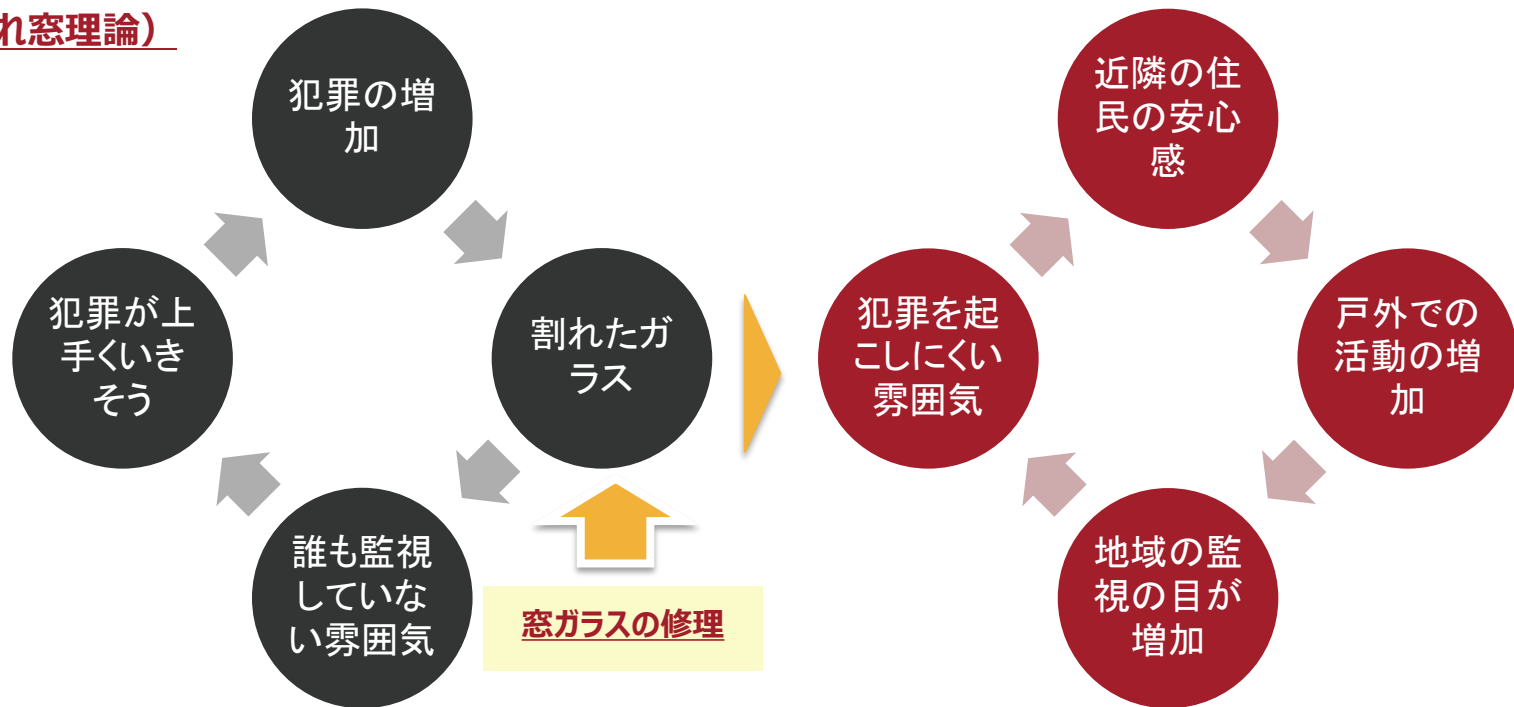 れ窓理論）
犯罪の増
加
割れたガ
ラス
誰も監視
していな
い雰囲気
犯罪が上
手くいき
そう
窓ガラスの修理
近隣の住
民の安心
感
戸外での
活動の増
加
地域の監
視の目が
増加
犯罪を起
こしにくい
雰囲気